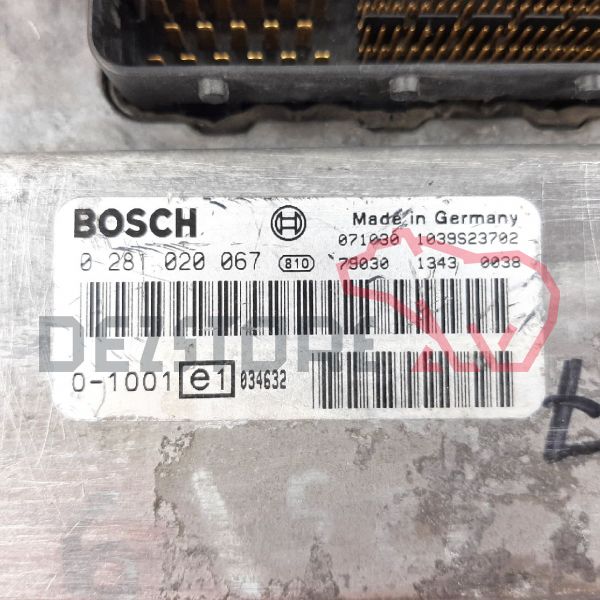 BOSCH Made in Germany
071030 1039S23702
0 281 020 067 810 79030 1343 0038
DEZSTORE
0-1001 e1 034632